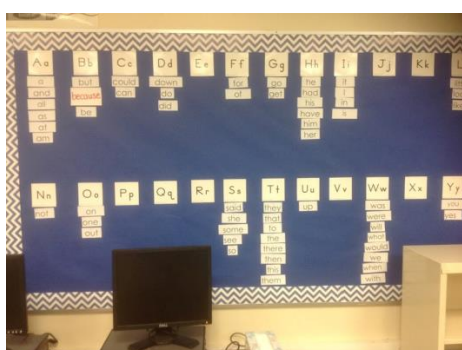 Aa
a
and
all
as
at
am
Bb
but
because
be
Cc
could
can
Dd
down
do
did
Ee
Ff
for
of
Gg
go
get
Hh
he
had
his
have
him
her
Ii
it
I
in
is
Jj
Kk
Nn
not
Oo
on
one
out
Pp
Qq
Rr
Ss
said
she
some
see
so
Tt
they
that
to
the
there
then
this
them
Uu
up
Vv
Ww
was
were
will
what
would
we
when
with
Xx
Yy
you
yes
DELL